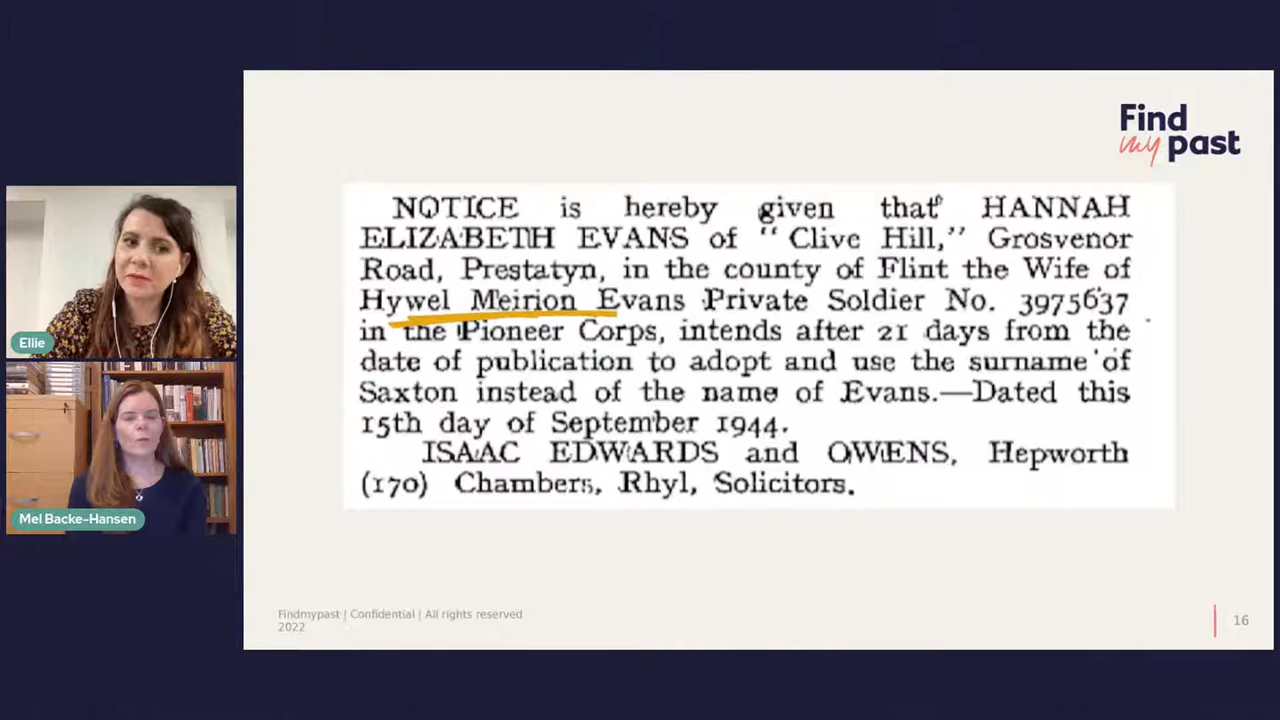 Find
my past
NOTICE is hereby given that HANNAH
ELIZABETH EVANS of "Clive Hill," Grosvenor
Road, Prestatyn, in the county of Flint the Wife of
Hywel Meirion Evans Private Soldier No. 3975637
in the Pioneer Corps, intends after 21 days from the
date of publication to adopt and use the surname of
Saxton instead of the name of Evans.—Dated this
15th day of September 1944.
ISAAC EDWARDS and OWENS, Hepworth
(170) Chambers, Rhyl, Solicitors.
Ellie
Mel Backe-Hansen
Findmypast | Confidential | All rights reserved
2022
16